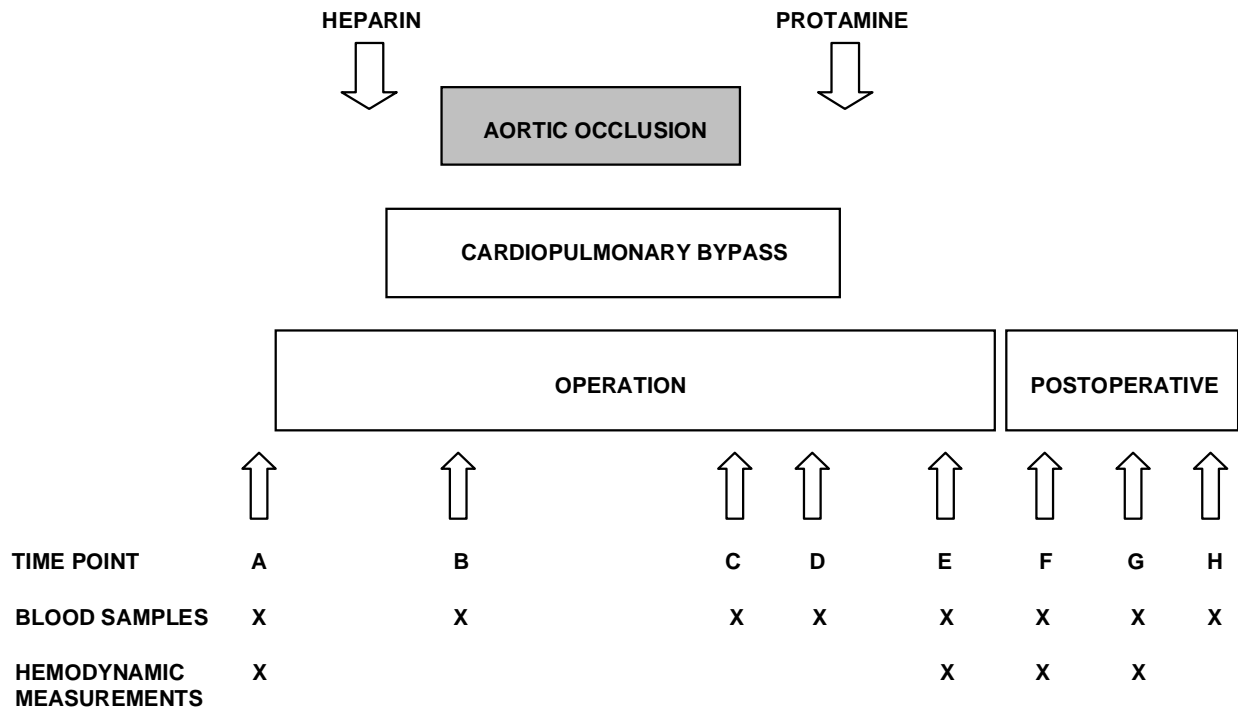 HEPARIN PROTAMINE
AORTIC OCCLUSION
CARDIOPULMONARY BYPASS
OPERATION POSTOPERATIVE
TIME POINT A B C D E F G H
BLOOD SAMPLES X X X X X X X X
HEMODYNAMIC X X X X
MEASUREMENTS